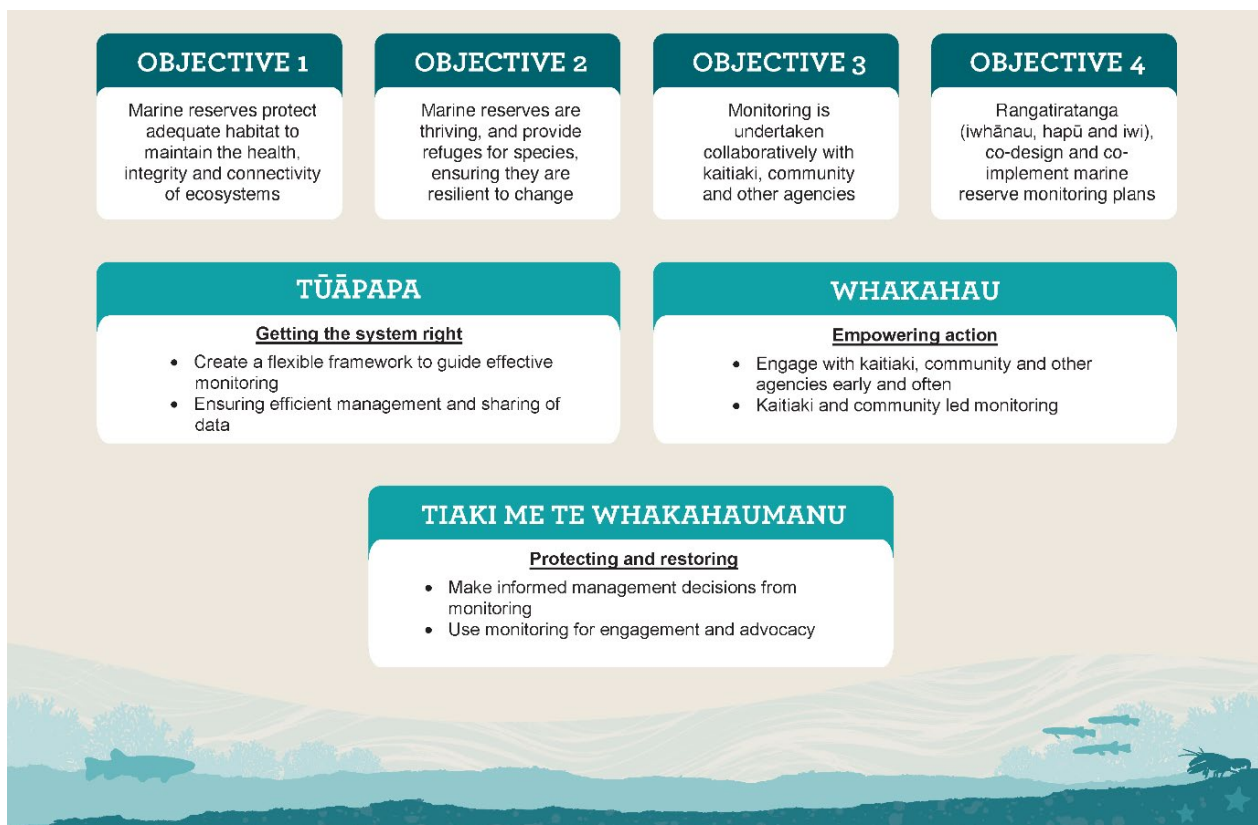 OBJECTIVE 1
Marine reserves protect
adequate habitat to
maintain the health,
integrity and connectivity
of ecosystems
OBJECTIVE 2
Marine reserves are
thriving, and provide
refuges for species,
ensuring they are
resilient to change
OBJECTIVE 3
Monitoring is
undertaken
collaboratively with
kaitiaki, community
and other agencies
OBJECTIVE 4
Rangatiratanga
(iwhānau, hapū and iwi),
co-design and co-
implement marine
reserve monitoring plans
TŪĀPAPA
Getting the system right
• Create a flexible framework to guide effective
monitoring
• Ensuring efficient management and sharing of
data
WHAKAHAU
Empowering action
• Engage with kaitiaki, community and other
agencies early and often
• Kaitiaki and community led monitoring
TIAKI ME TE WHAKAHAUMANU
Protecting and restoring
• Make informed management decisions from
monitoring
• Use monitoring for engagement and advocacy